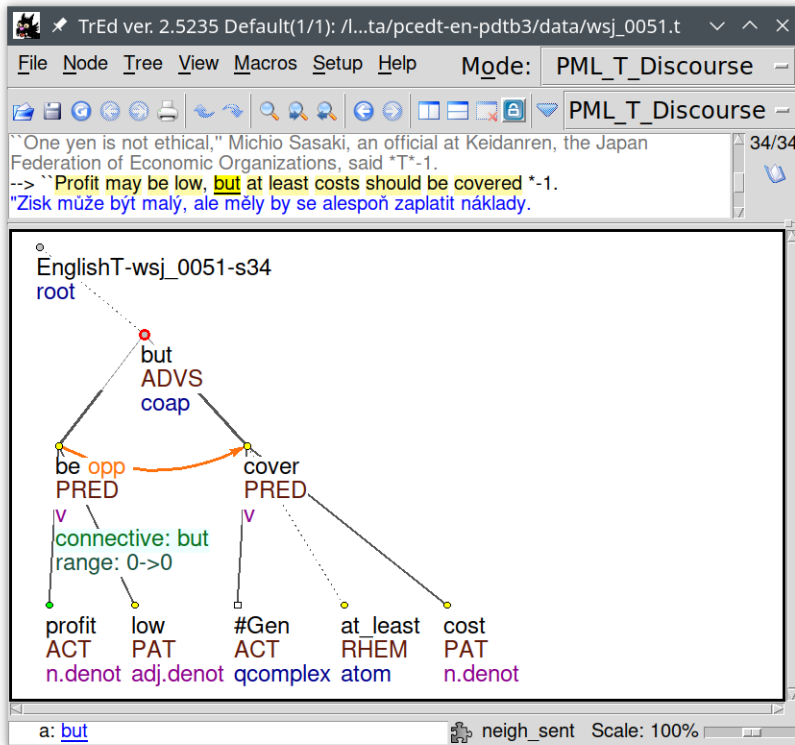 TrEd ver. 2.5235 Default(1/1): /l...ta/pcedt-en-pdtb3/data/wsj_0051.t
File Node Tree View Macros Setup Help Mode: PML_T_Discourse
PML_T_Discourse
``One yen is not ethical,'' Michio Sasaki, an official at Keidanren, the Japan
Federation of Economic Organizations, said *T*-1.
34/34
--> ``Profit may be low, but at least costs should be covered *-1.
"Zisk může být malý, ale měly by se alespoň zaplatit náklady.
EnglishT-wsj_0051-s34
root
but
ADVS
coap
be opp cover
PRED PRED
v v
connective: but
range: 0->0
profit low #Gen at_least cost
ACT PAT ACT RHEM PAT
n.denot adj.denot qcomplex atom n.denot
a: but neigh_sent Scale: 100%